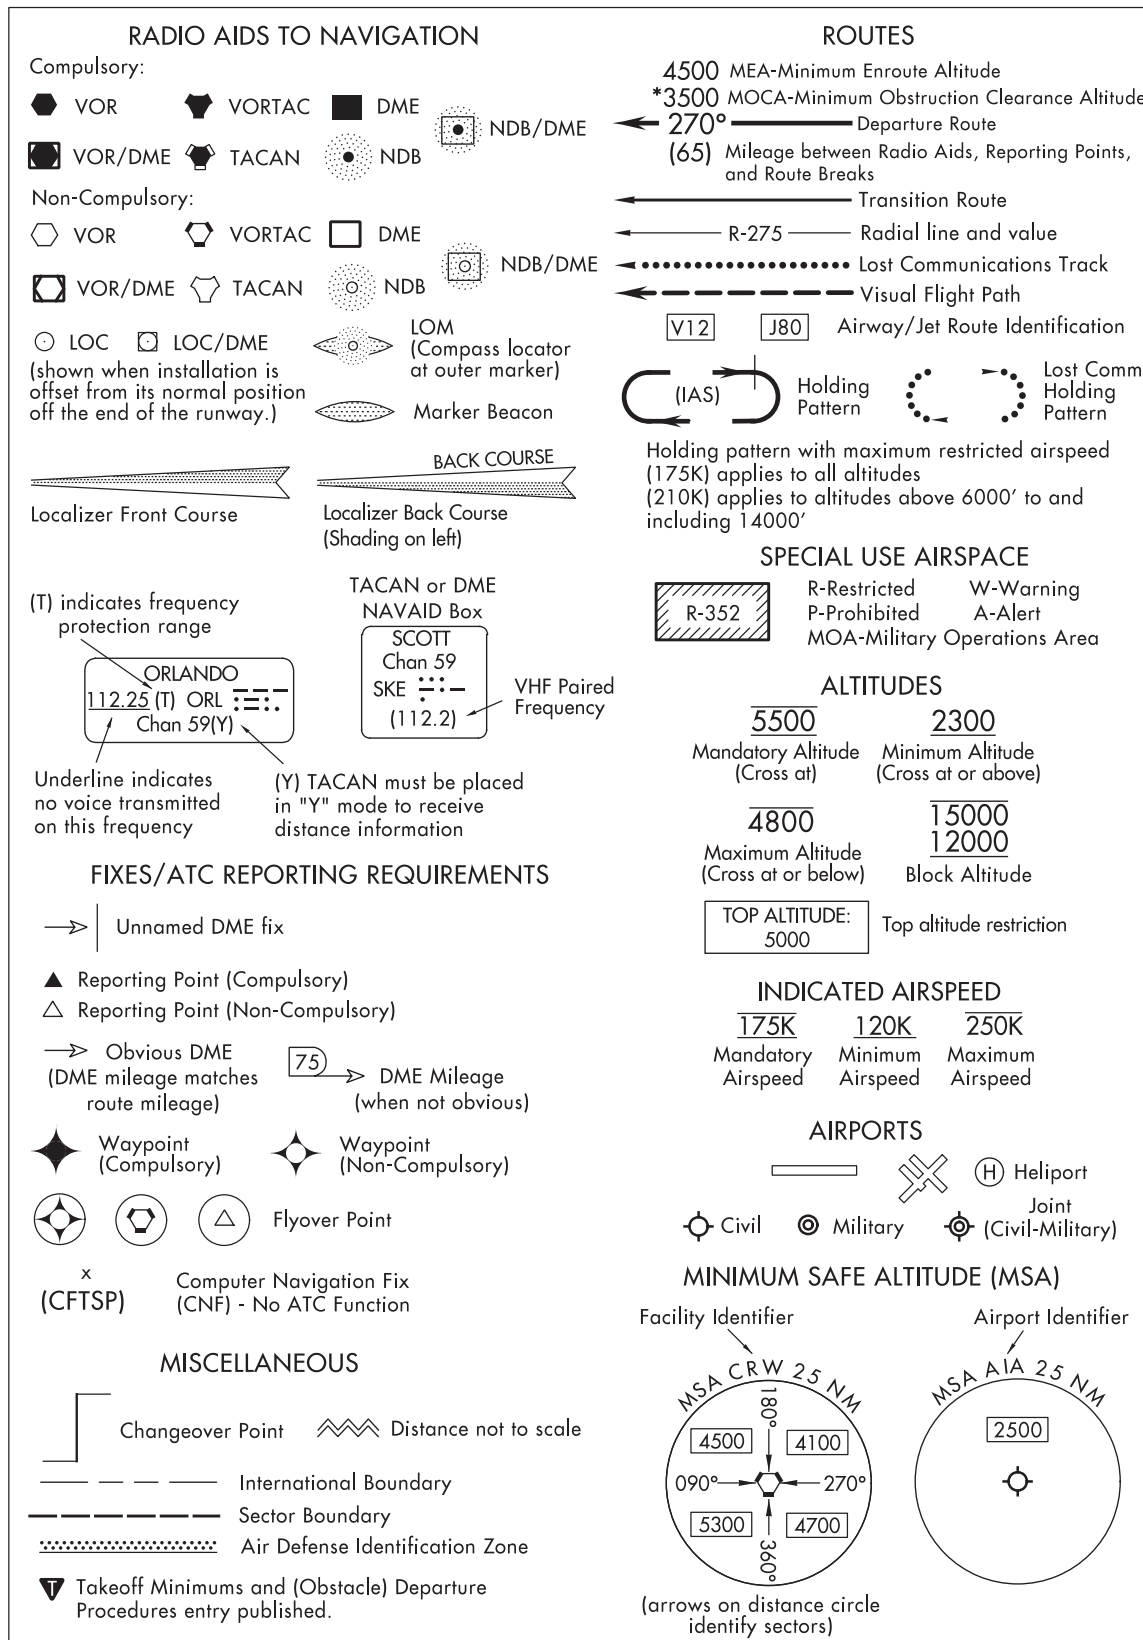 RADIO AIDS TO NAVIGATION
Compulsory:
VOR
VORTAC
DME
NDB/DME
VOR/DME
TACAN
NDB
Non-Compulsory:
VOR
VORTAC
DME
NDB/DME
VOR/DME
TACAN
NDB
LOC
LOC/DME
(shown when installation is
offset from its normal position
off the end of the runway.)
LOM
(Compass locator
at outer marker)
Marker Beacon
Localizer Front Course
BACK COURSE
Localizer Back Course
(Shading on left)
(T) indicates frequency
protection range
ORLANDO
112.25 (T) ORL
Chan 59(Y)
Underline indicates
no voice transmitted
on this frequency
TACAN or DME
NAVAID Box
SCOTT
Chan 59
SKE
(112.2)
VHF Paired
Frequency
(Y) TACAN must be placed
in "Y" mode to receive
distance information
FIXES/ATC REPORTING REQUIREMENTS
Unnamed DME fix
Reporting Point (Compulsory)
Reporting Point (Non-Compulsory)
Obvious DME
(DME mileage matches
route mileage)
75
DME Mileage
(when not obvious)
Waypoint
(Compulsory)
Waypoint
(Non-Compulsory)
Flyover Point
x
(CFTSP)
Computer Navigation Fix
(CNF) - No ATC Function
MISCELLANEOUS
Changeover Point
Distance not to scale
International Boundary
Sector Boundary
Air Defense Identification Zone
T
Takeoff Minimums and (Obstacle) Departure
Procedures entry published.
ROUTES
4500 MEA-Minimum Enroute Altitude
*3500 MOCA-Minimum Obstruction Clearance Altitude
270° Departure Route
(65) Mileage between Radio Aids, Reporting Points,
and Route Breaks
Transition Route
R-275 Radial line and value
Lost Communications Track
Visual Flight Path
V12 J80 Airway/Jet Route Identification
(IAS)
Holding
Pattern
Lost Comm
Holding
Pattern
Holding pattern with maximum restricted airspeed
(175K) applies to all altitudes
(210K) applies to altitudes above 6000' to and
including 14000'
SPECIAL USE AIRSPACE
R-352
R-Restricted W-Warning
P-Prohibited A-Alert
MOA-Military Operations Area
ALTITUDES
5500
Mandatory Altitude
(Cross at)
2300
Minimum Altitude
(Cross at or above)
4800
Maximum Altitude
(Cross at or below)
15000
12000
Block Altitude
TOP ALTITUDE:
5000
Top altitude restriction
INDICATED AIRSPEED
175K
Mandatory
Airspeed
120K
Minimum
Airspeed
250K
Maximum
Airspeed
AIRPORTS
H Heliport
Civil
Military
Joint
(Civil-Military)
MINIMUM SAFE ALTITUDE (MSA)
Facility Identifier
MSA CRW 25 NM
180°
4500
4100
090°
270°
5300
4700
360°
(arrows on distance circle
identify sectors)
Airport Identifier
MSA AIA 25 NM
2500